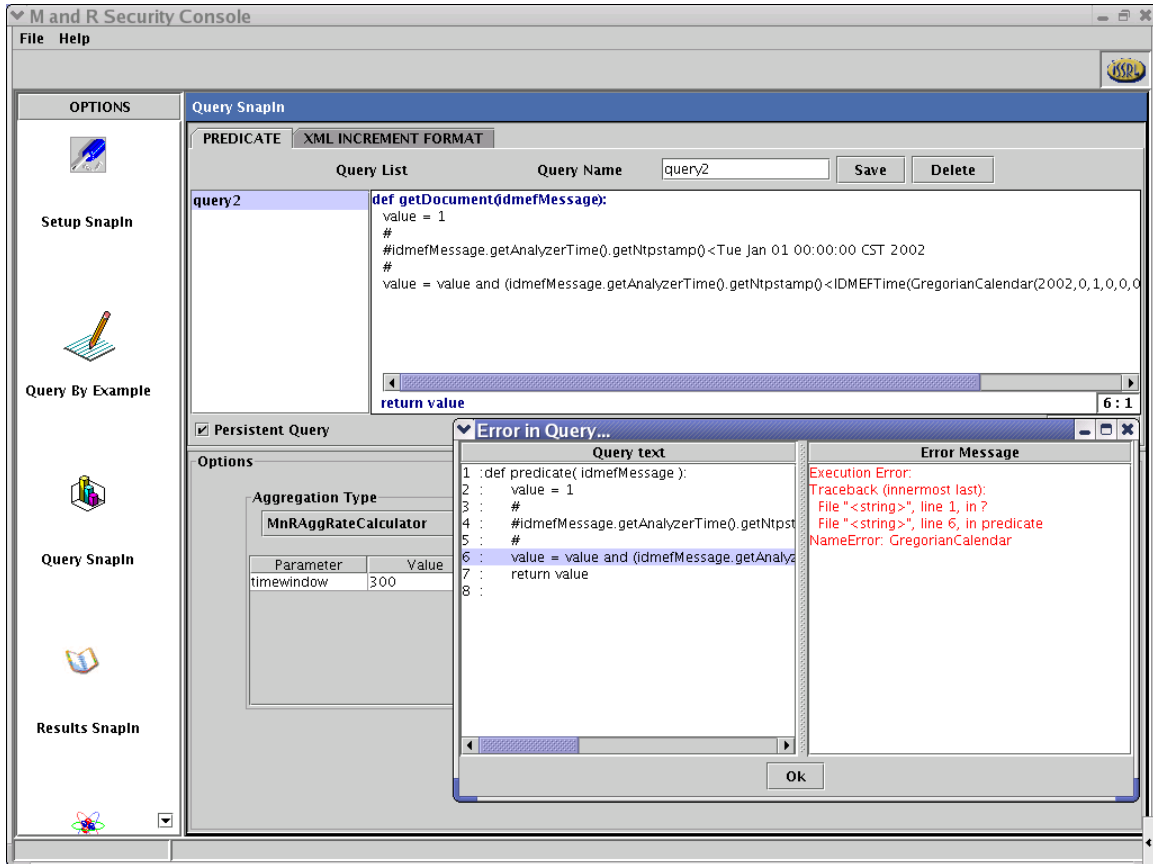 M and R Security Console
File Help
ISSRL
OPTIONS
Setup SnapIn
Query By Example
Query SnapIn
Results SnapIn
Query SnapIn
PREDICATE XML INCREMENT FORMAT
Query List Query Name query2 Save Delete
query2
def getDocument(idmefMessage):
value = 1
#
#idmefMessage.getAnalyzerTime().getNtpstamp()<Tue Jan 01 00:00:00 CST 2002
#
value = value and (idmefMessage.getAnalyzerTime().getNtpstamp()<IDMEFTime(GregorianCalendar(2002,0,1,0,0,0
return value 6 : 1
Persistent Query
Options
Aggregation Type
MnRAggRateCalculator
Parameter Value
timewindow 300
Error in Query...
Query text
1 :def predicate( idmefMessage ):
2 : value = 1
3 : #
4 : #idmefMessage.getAnalyzerTime().getNtpst
5 : #
6 : value = value and (idmefMessage.getAnaly
7 : return value
8 :
Error Message
Execution Error:
Traceback (innermost last):
File "<string>", line 1, in ?
File "<string>", line 6, in predicate
NameError: GregorianCalendar
Ok